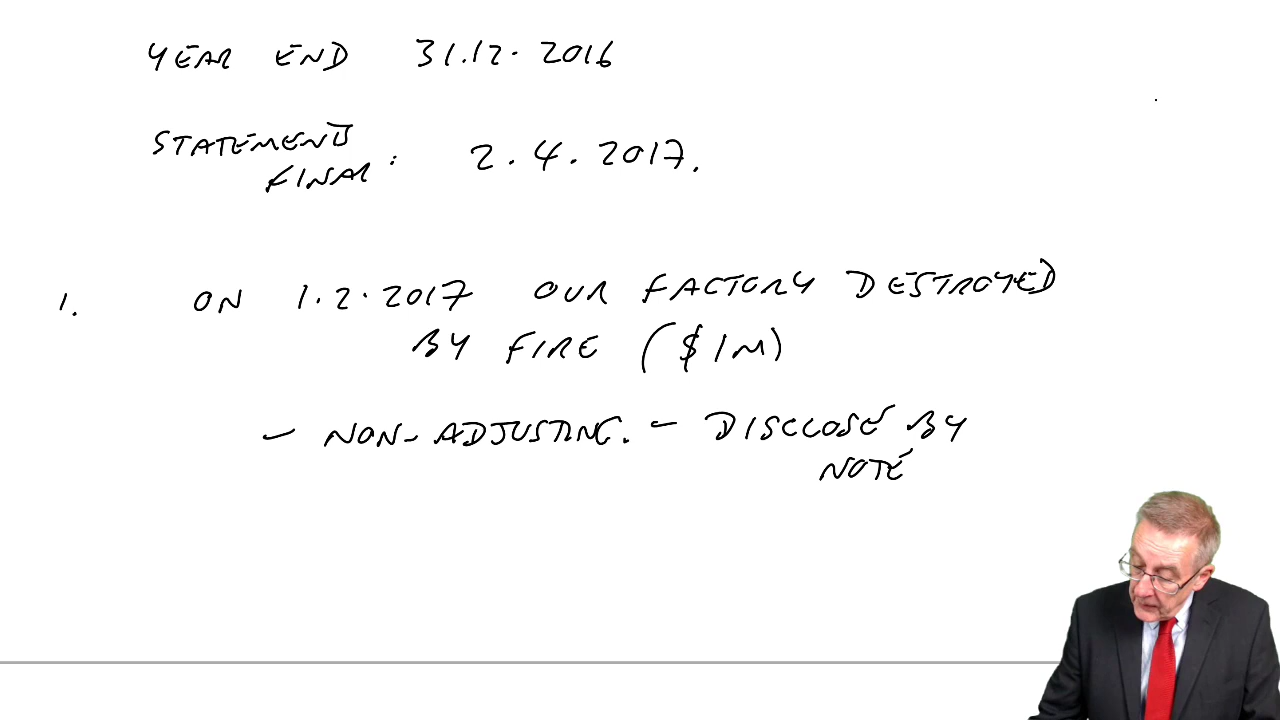 YEAR END 31.12.2016
STATEMENTS
FINAL : 2.4.2017.
1. ON 1.2.2017 OUR FACTORY DESTROYED
BY FIRE ($1M)
- NON-ADJUSTING. - DISCLOSE BY
NOTE